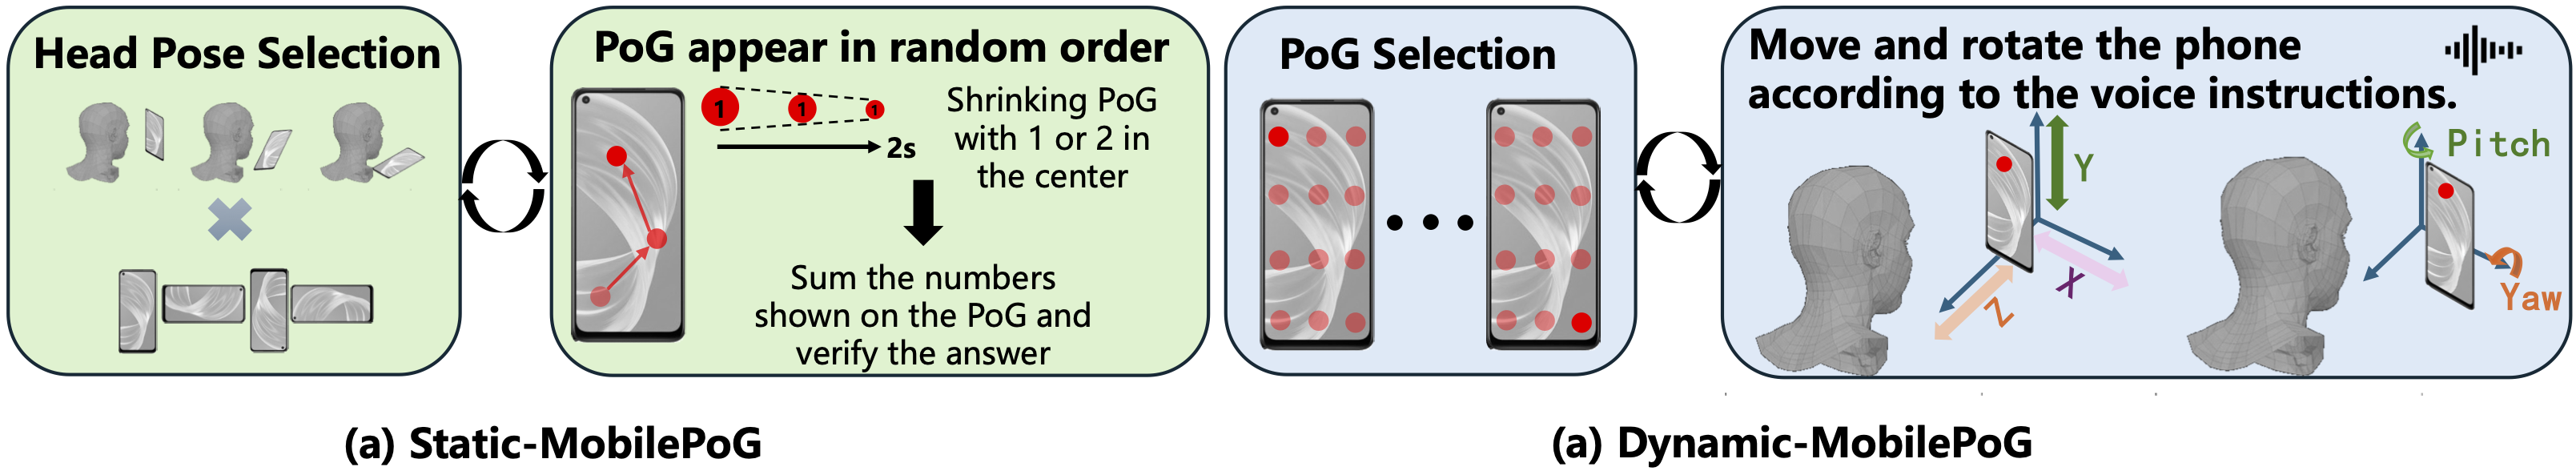 Head Pose Selection
PoG appear in random order
1
1
1
2s
Shrinking PoG
with 1 or 2 in
the center
Sum the numbers
shown on the PoG and
verify the answer
(a) Static-MobilePoG
PoG Selection
Move and rotate the phone
according to the voice instructions.
Y
X
Z
Pitch
Yaw
(a) Dynamic-MobilePoG